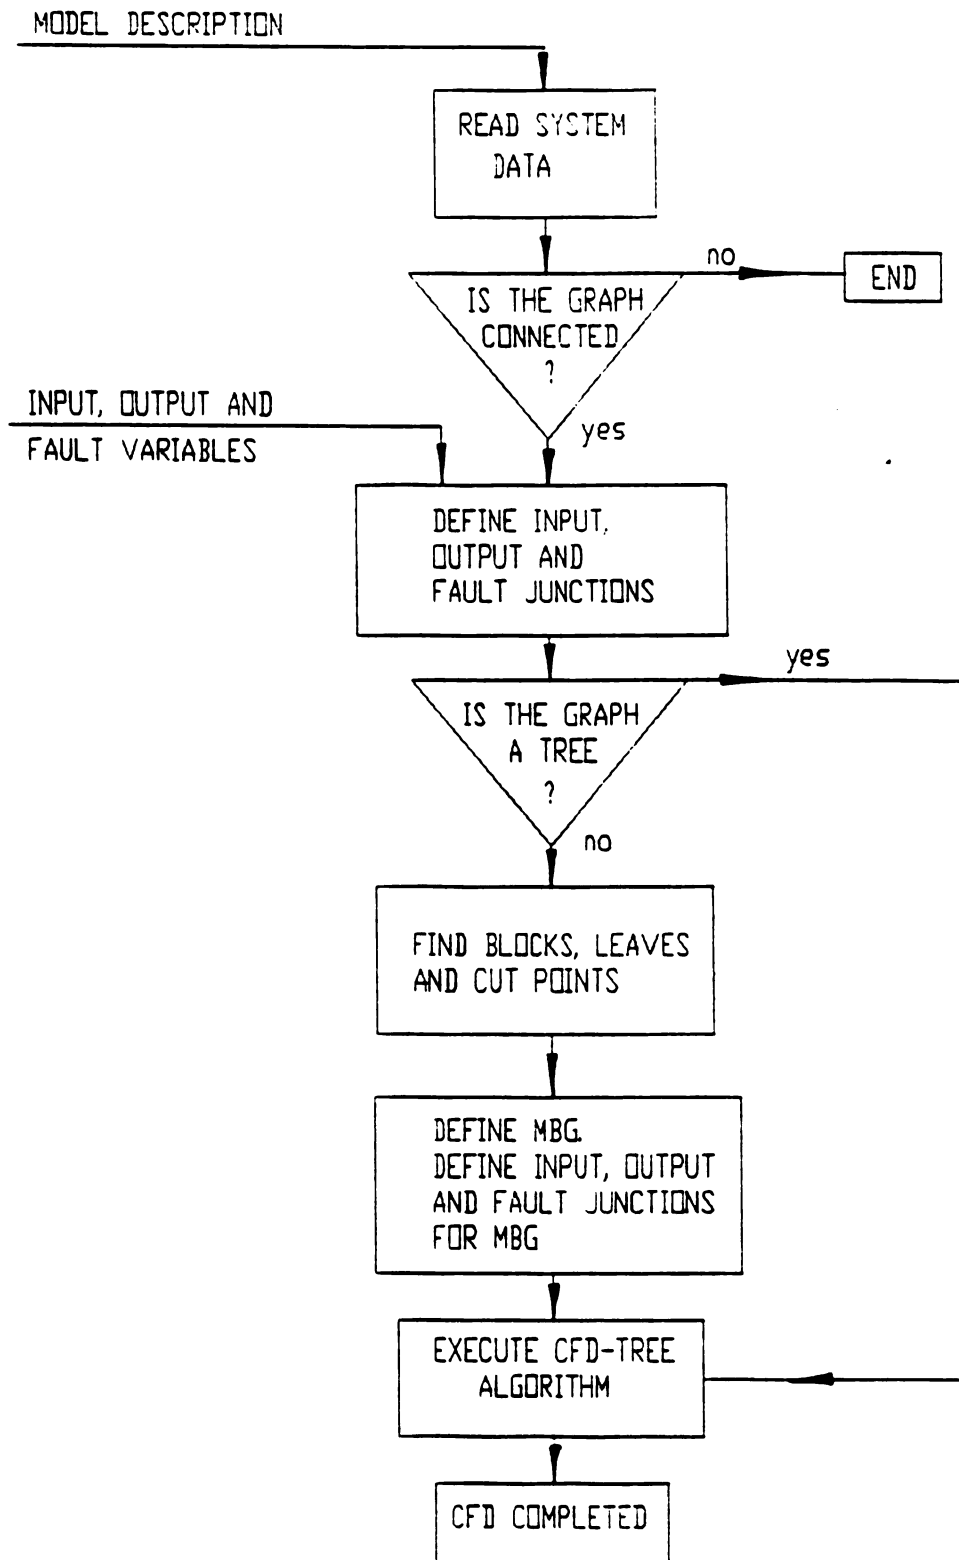 MODEL DESCRIPTION
READ SYSTEM
DATA
no
END
IS THE GRAPH
CONNECTED
?
yes
INPUT, OUTPUT AND
FAULT VARIABLES
DEFINE INPUT,
OUTPUT AND
FAULT JUNCTIONS
yes
IS THE GRAPH
A TREE
?
no
FIND BLOCKS, LEAVES
AND CUT POINTS
DEFINE MBG.
DEFINE INPUT, OUTPUT
AND FAULT JUNCTIONS
FOR MBG
EXECUTE CFD-TREE
ALGORITHM
CFD COMPLETED